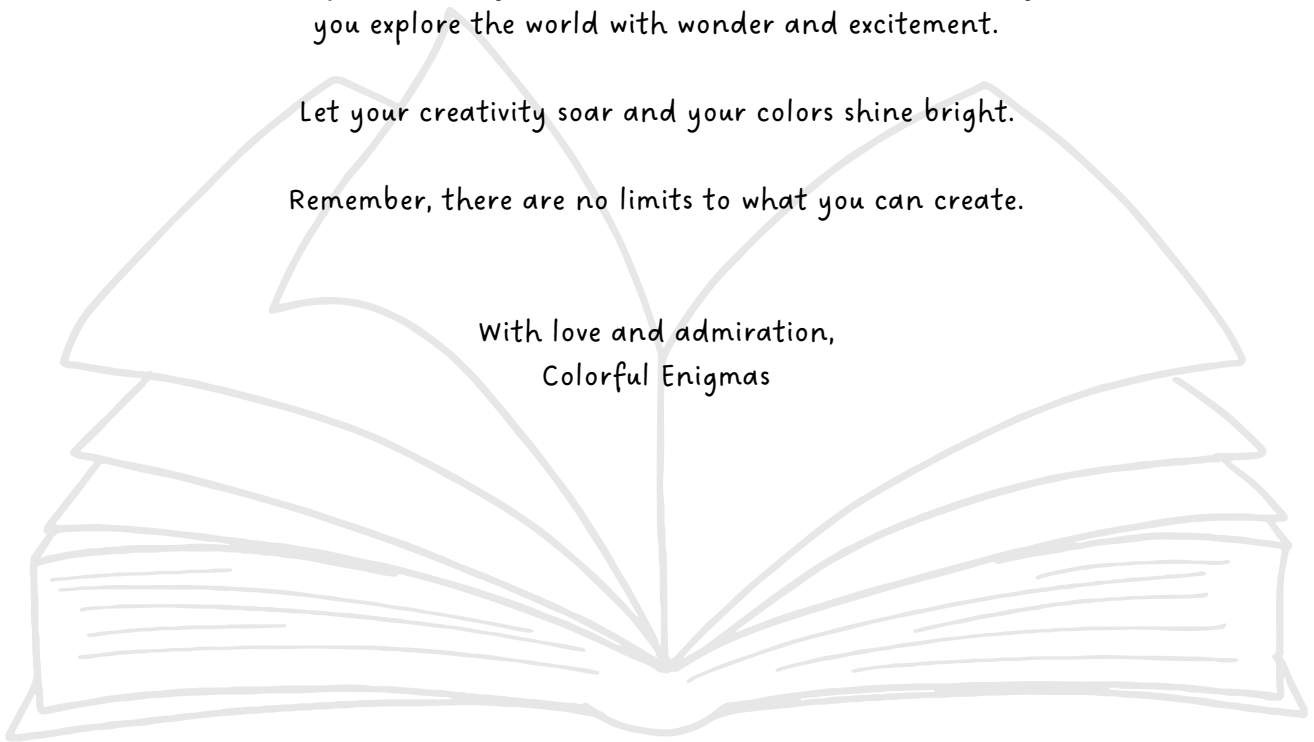 you explore the world with wonder and excitement.
Let your creativity soar and your colors shine bright.
Remember, there are no limits to what you can create.
With love and admiration,
Colorful Enigmas